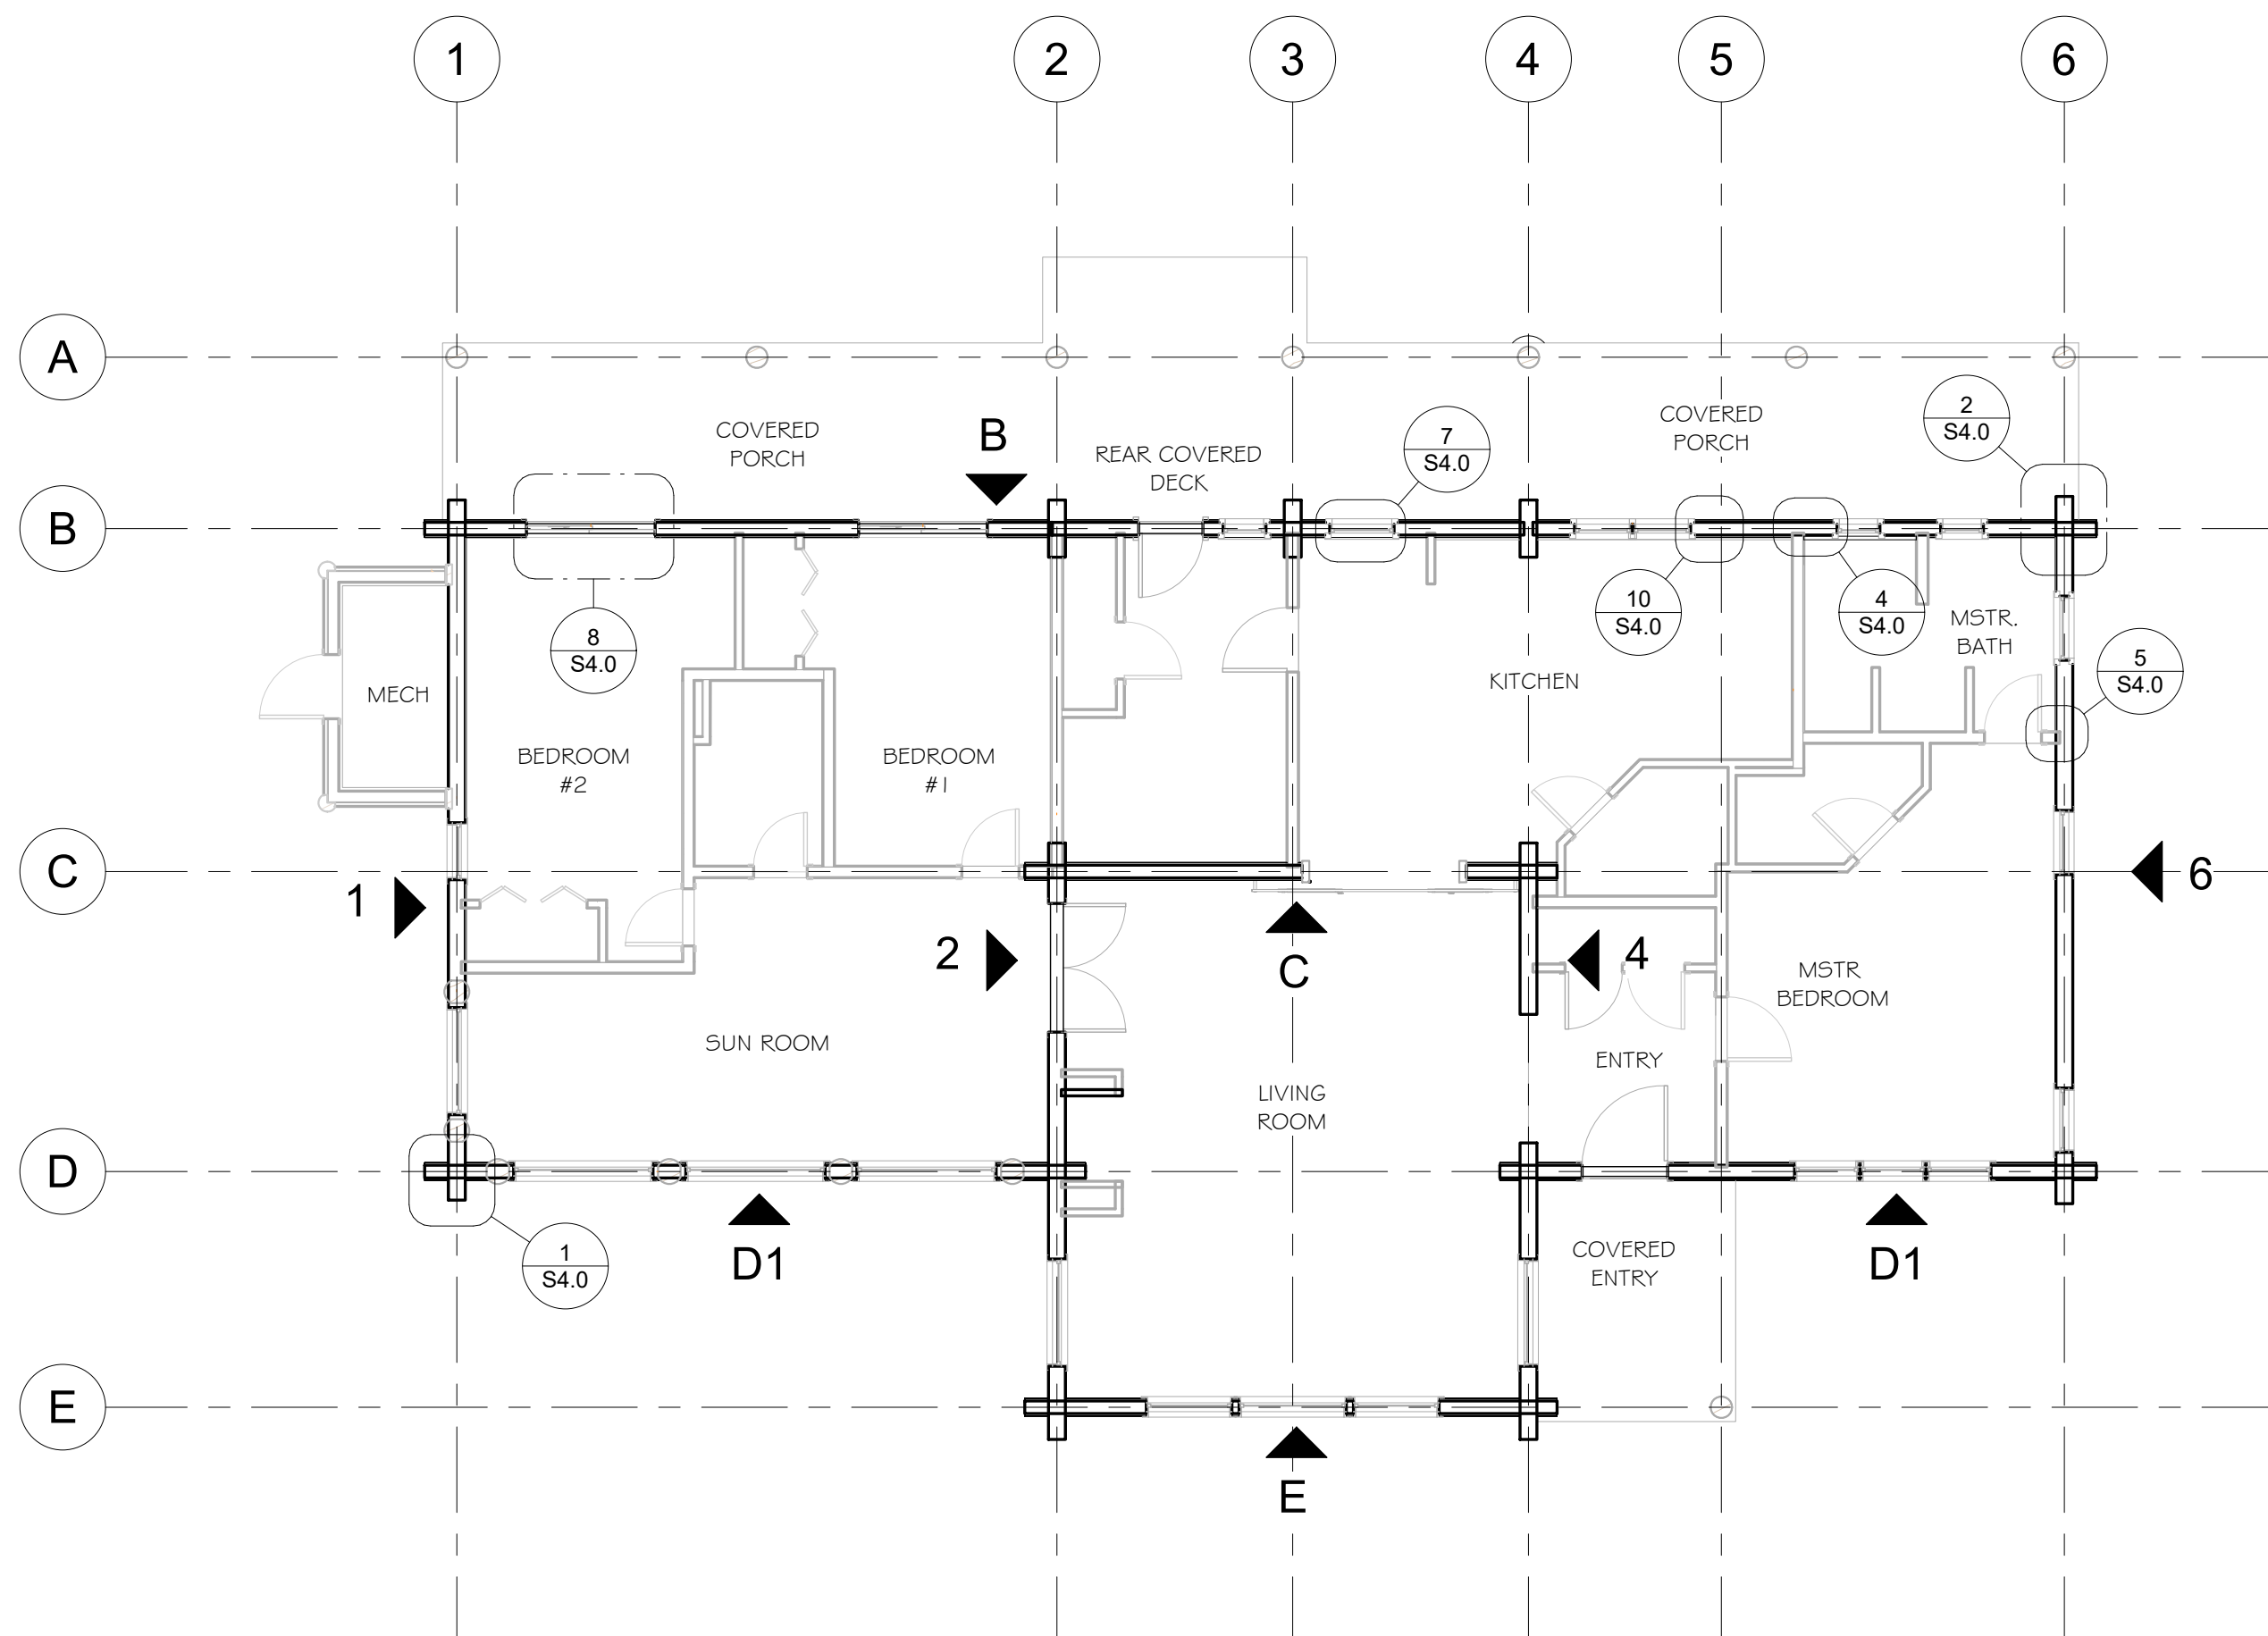 1
2
3
4
5
6
A
COVERED
PORCH
B
REAR COVERED
DECK
7
S4.0
COVERED
PORCH
2
S4.0
B
8
S4.0
10
S4.0
4
S4.0
MSTR.
BATH
5
S4.0
MECH
KITCHEN
BEDROOM
#2
BEDROOM
#1
C
1
6
2
C
4
MSTR
BEDROOM
SUN ROOM
ENTRY
LIVING
ROOM
D
1
S4.0
D1
COVERED
ENTRY
D1
E
E